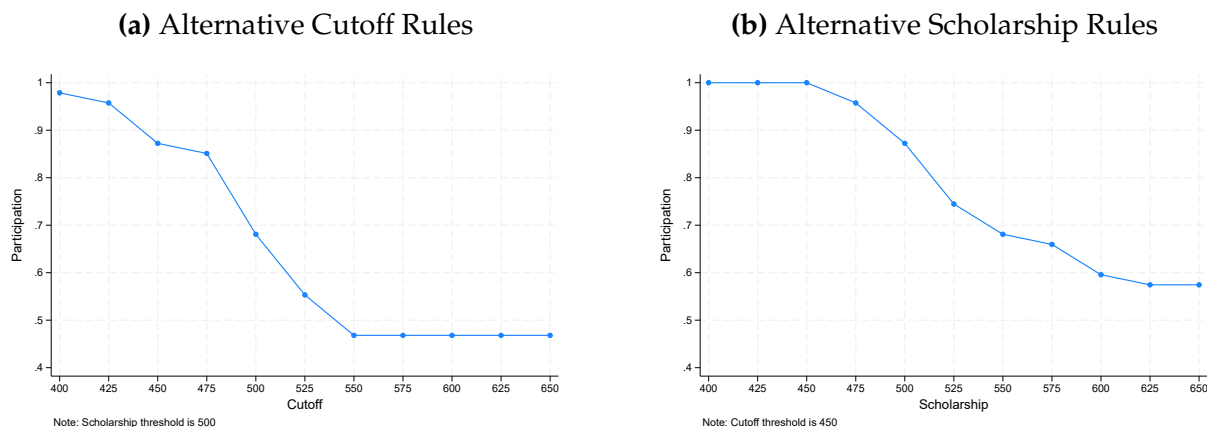 (a) Alternative Cutoff Rules
1
.9
.8
.7
.6
.5
.4
Participation
400 425 450 475 500 525 550 575 600 625 650
Cutoff
Note: Scholarship threshold is 500
(b) Alternative Scholarship Rules
1
.9
.8
.7
.6
.5
.4
Participation
400 425 450 475 500 525 550 575 600 625 650
Scholarship
Note: Cutoff threshold is 450